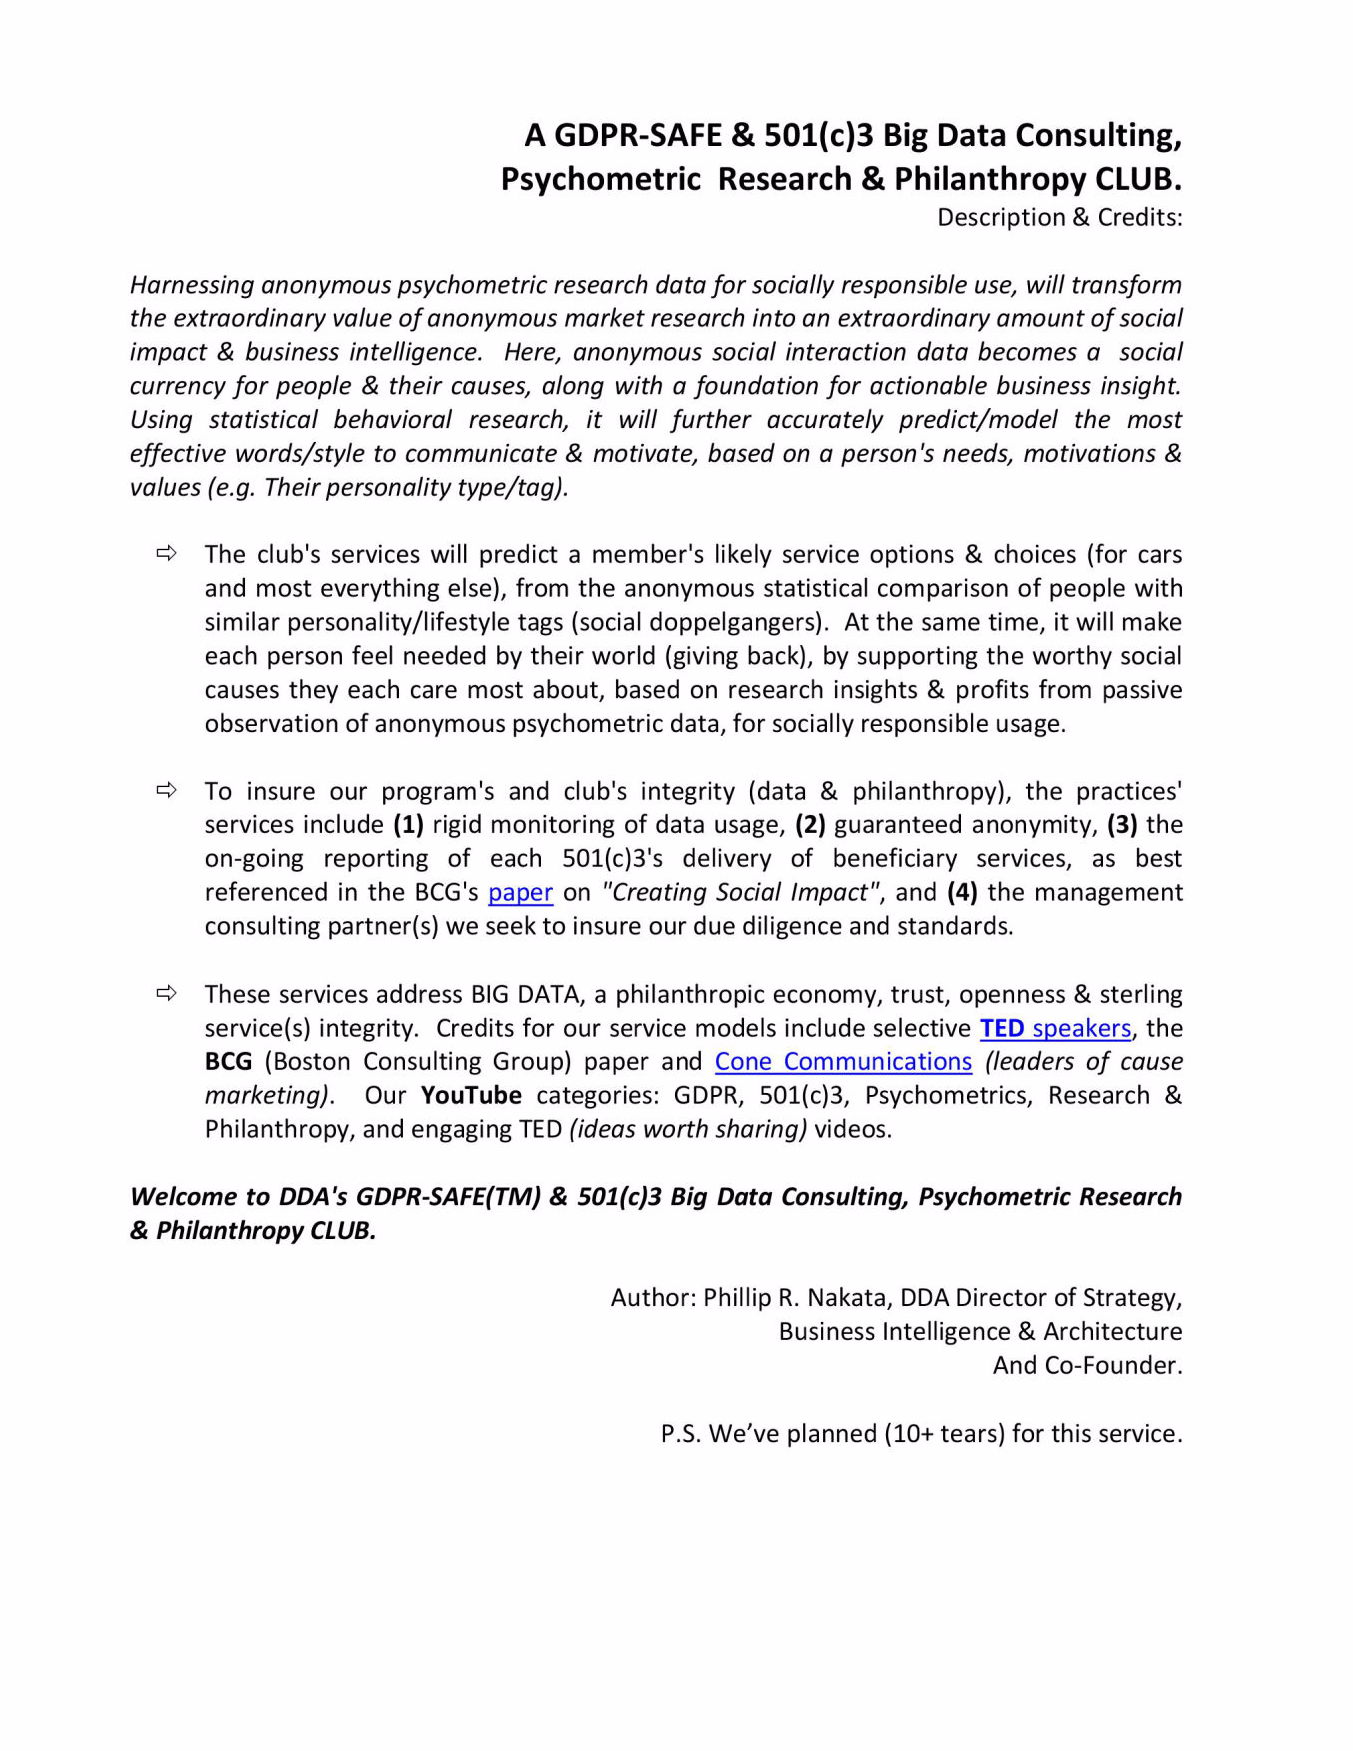 A GDPR-SAFE & 501(c)3 Big Data Consulting,
Psychometric Research & Philanthropy CLUB.
Description & Credits:
Harnessing anonymous psychometric research data for socially responsible use, will transform
the extraordinary value of anonymous market research into an extraordinary amount of social
impact & business intelligence. Here, anonymous social interaction data becomes a social
currency for people & their causes, along with a foundation for actionable business insight.
Using statistical behavioral research, it will further accurately predict/model the most
effective words/style to communicate & motivate, based on a person's needs, motivations &
values (e.g. Their personality type/tag).
⇨ The club's services will predict a member's likely service options & choices (for cars
and most everything else), from the anonymous statistical comparison of people with
similar personality/lifestyle tags (social doppelgangers). At the same time, it will make
each person feel needed by their world (giving back), by supporting the worthy social
causes they each care most about, based on research insights & profits from passive
observation of anonymous psychometric data, for socially responsible usage.
⇨ To insure our program's and club's integrity (data & philanthropy), the practices'
services include (1) rigid monitoring of data usage, (2) guaranteed anonymity, (3) the
on-going reporting of each 501(c)3's delivery of beneficiary services, as best
referenced in the BCG's paper on "Creating Social Impact", and (4) the management
consulting partner(s) we seek to insure our due diligence and standards.
⇨ These services address BIG DATA, a philanthropic economy, trust, openness & sterling
service(s) integrity. Credits for our service models include selective TED speakers, the
BCG (Boston Consulting Group) paper and Cone Communications (leaders of cause
marketing). Our YouTube categories: GDPR, 501(c)3, Psychometrics, Research &
Philanthropy, and engaging TED (ideas worth sharing) videos.
Welcome to DDA's GDPR-SAFE(TM) & 501(c)3 Big Data Consulting, Psychometric Research
& Philanthropy CLUB.
Author: Phillip R. Nakata, DDA Director of Strategy,
Business Intelligence & Architecture
And Co-Founder.
P.S. We’ve planned (10+ tears) for this service.